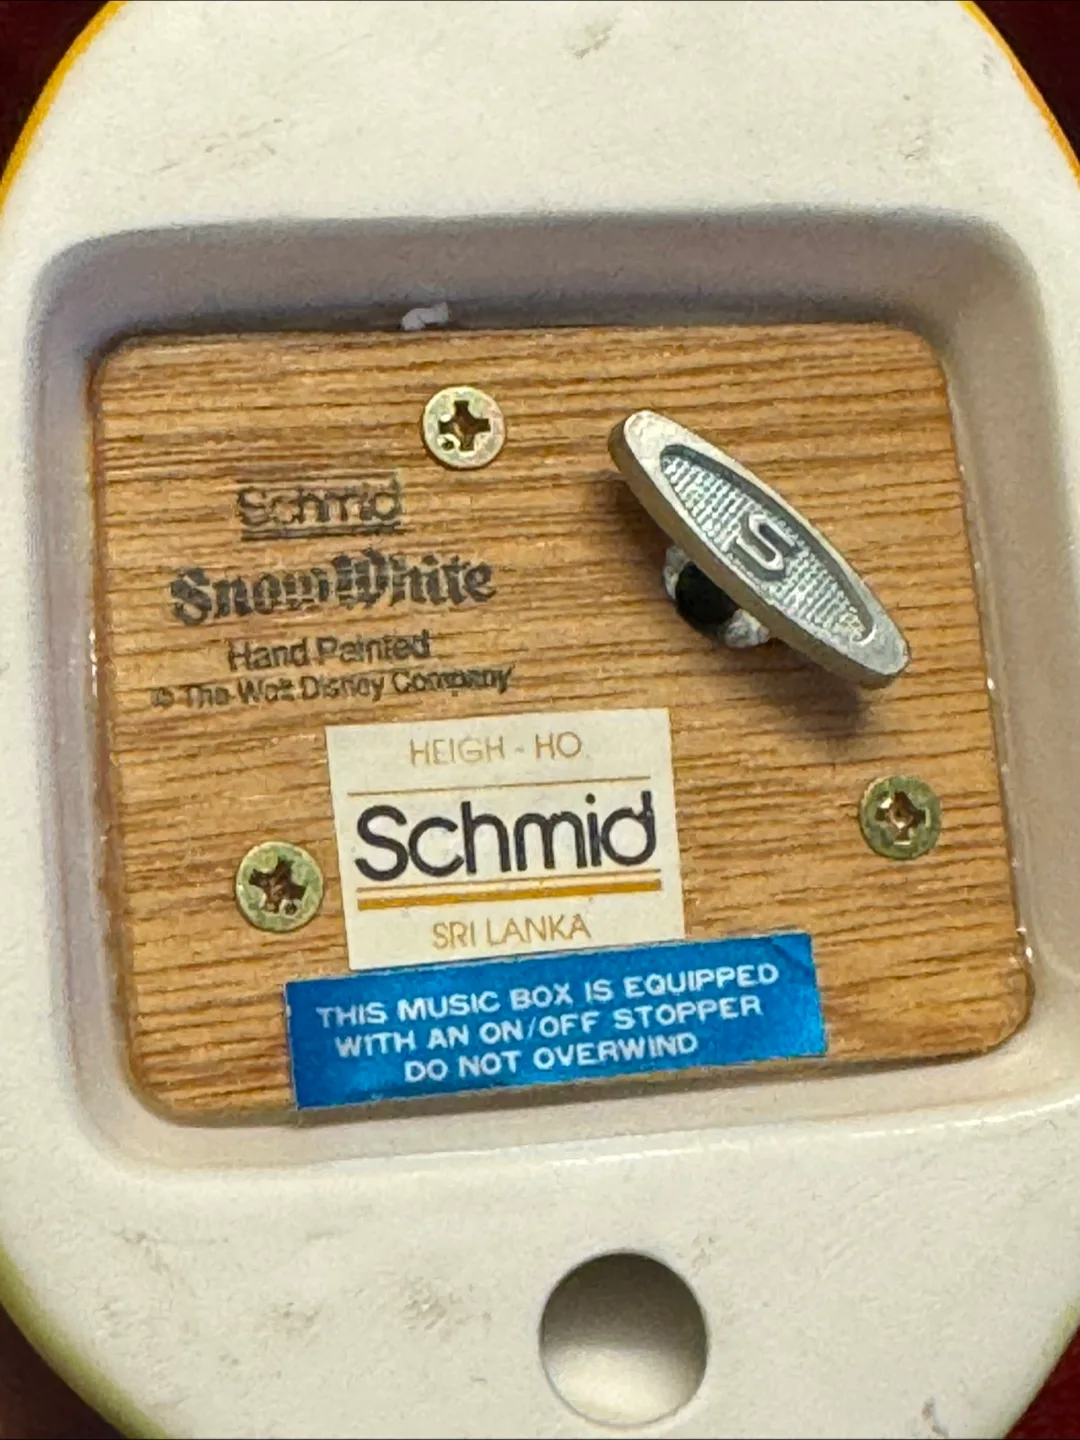 Schmid
Snow White
Hand Painted
© The Walt Disney Company
S
HEIGH - HO
Schmid
SRI LANKA
THIS MUSIC BOX IS EQUIPPED
WITH AN ON/OFF STOPPER
DO NOT OVERWIND